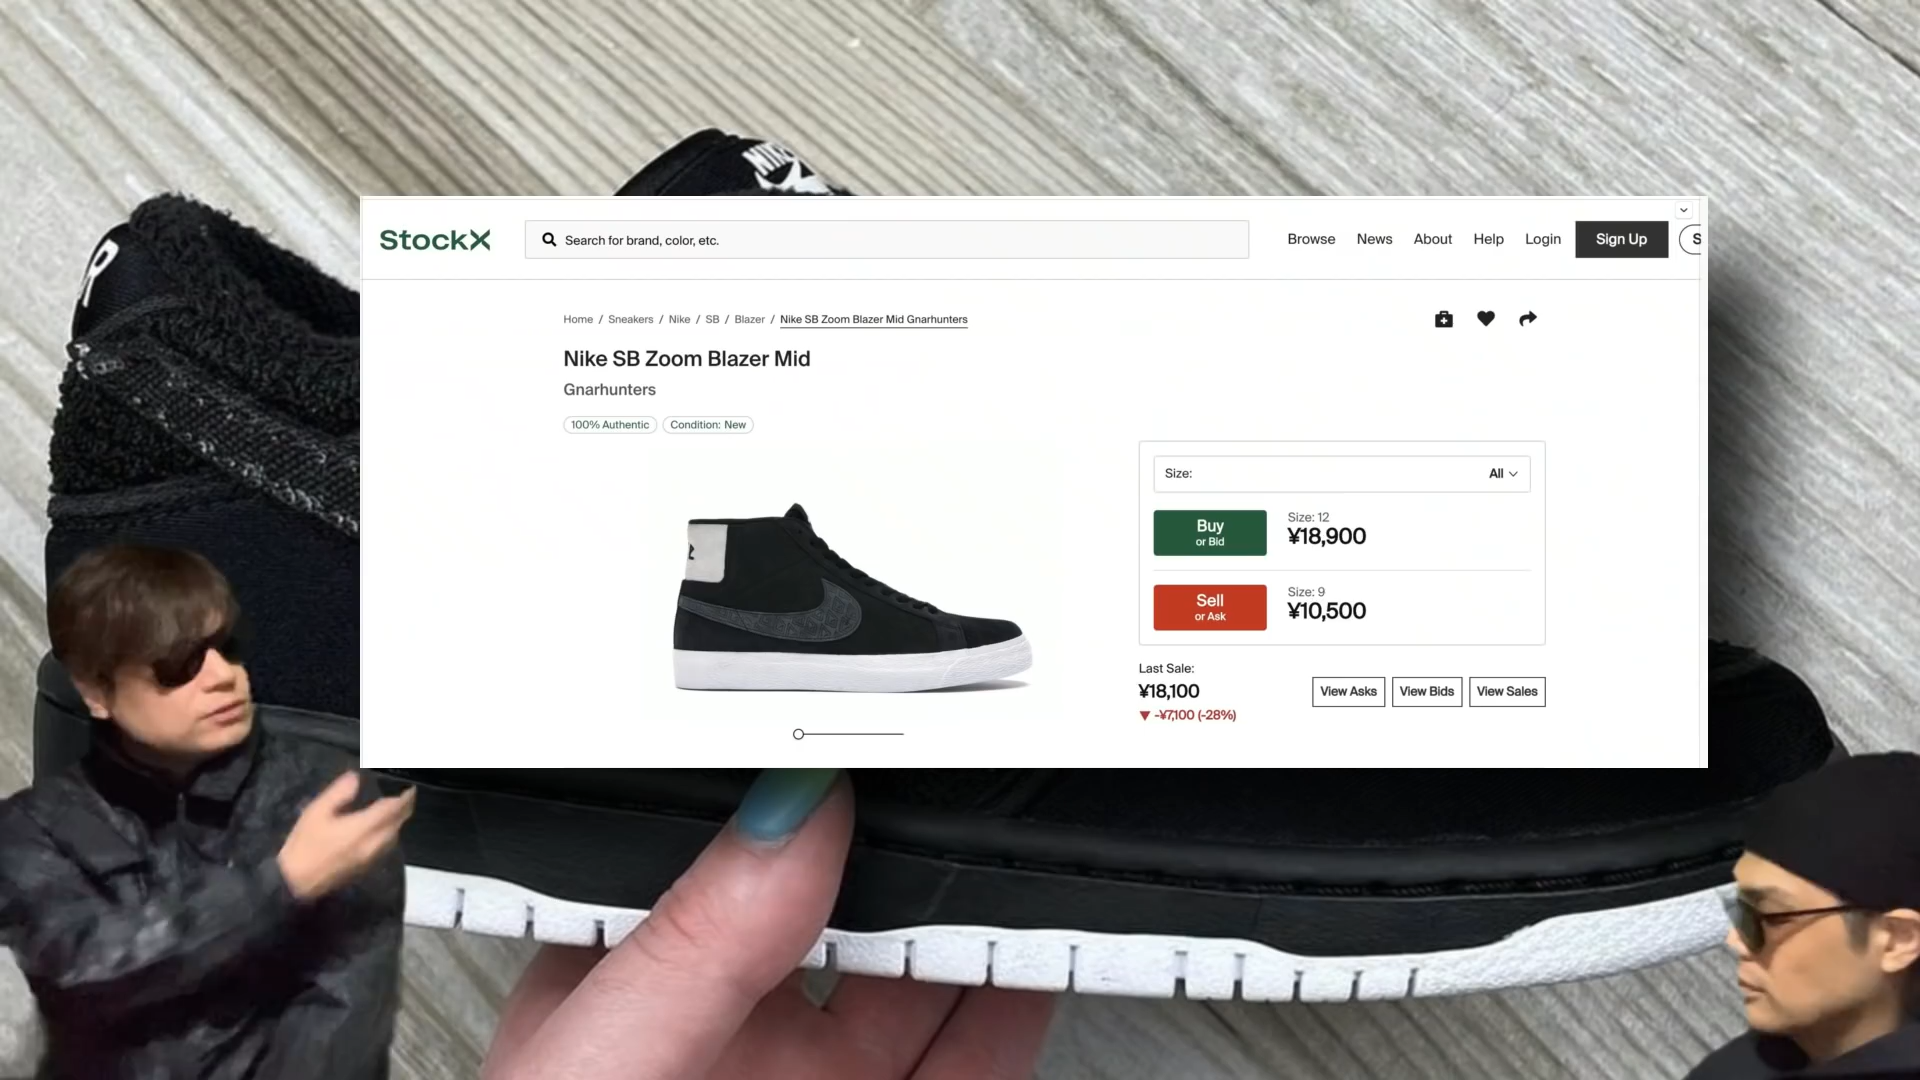 NIKE
R
StockX
Search for brand, color, etc.
Browse News About Help Login Sign Up S
Home / Sneakers / Nike / SB / Blazer / Nike SB Zoom Blazer Mid Gnarhunters
Nike SB Zoom Blazer Mid
Gnarhunters
100% Authentic Condition: New
Size: All
Buy
or Bid
Size: 12
¥18,900
Sell
or Ask
Size: 9
¥10,500
Last Sale:
¥18,100
▼ -¥7,100 (-28%)
View Asks View Bids View Sales